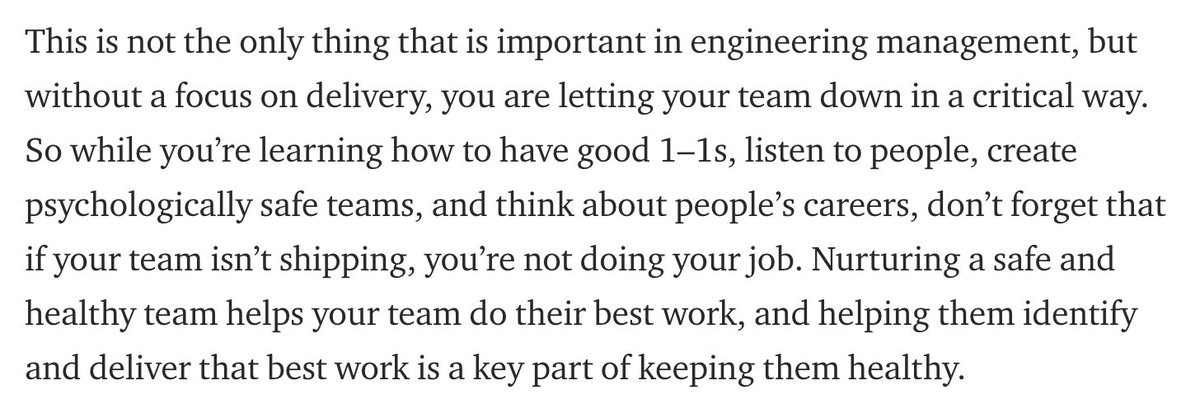 This is not the only thing that is important in engineering management, but
without a focus on delivery, you are letting your team down in a critical way.
So while you’re learning how to have good 1–1s, listen to people, create
psychologically safe teams, and think about people’s careers, don’t forget that
if your team isn’t shipping, you’re not doing your job. Nurturing a safe and
healthy team helps your team do their best work, and helping them identify
and deliver that best work is a key part of keeping them healthy.